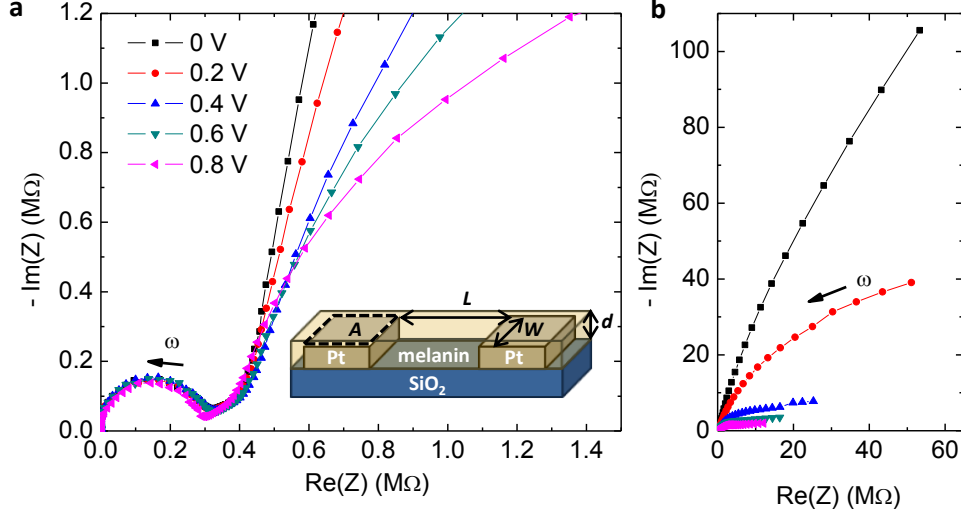 a
1.2
1.0
0.8
0.6
0.4
0.2
0.0
- Im(Z) (MΩ)
0 V
0.2 V
0.4 V
0.6 V
0.8 V
ω
A
L
W
d
Pt
melanin
Pt
SiO2
0.0 0.2 0.4 0.6 0.8 1.0 1.2 1.4
Re(Z) (MΩ)
b
100
80
60
40
20
0
- Im(Z) (MΩ)
ω
0 20 40 60
Re(Z) (MΩ)